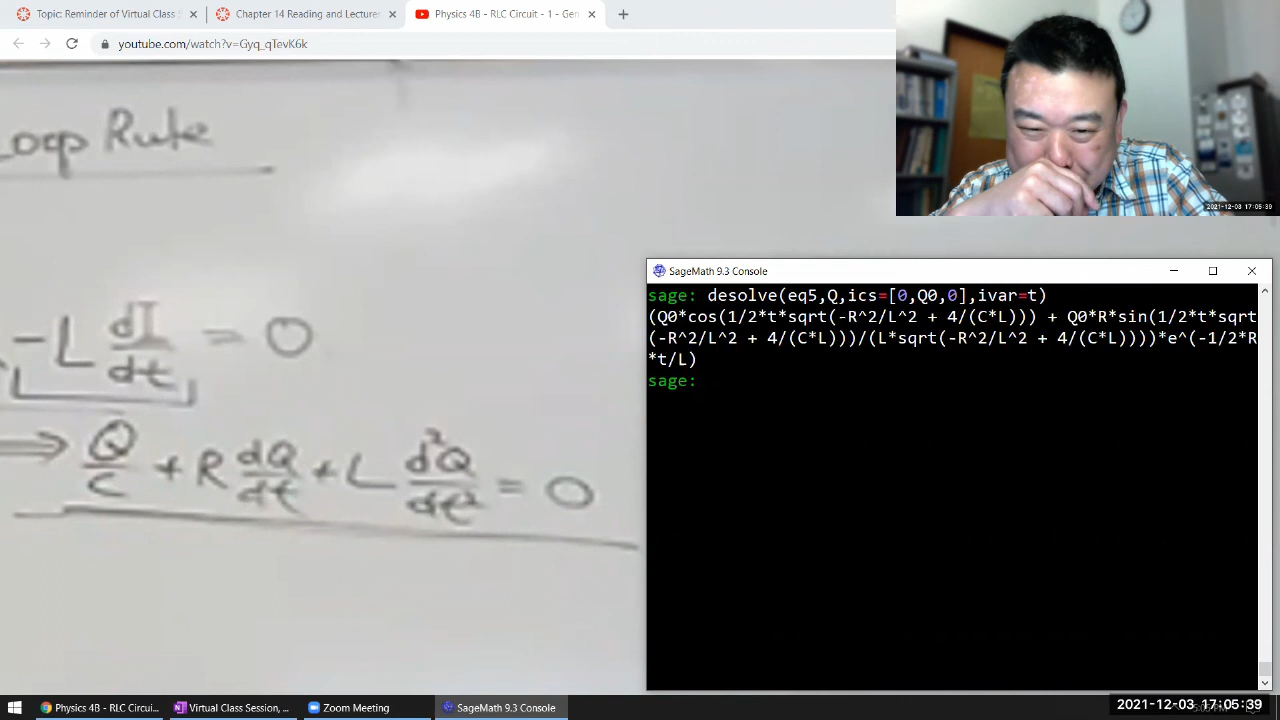 Topic: Reminder of Virtual Class
Chapter 14 Reading and Lecturer
Physics 4B - RLC Circuit - 1 - Gen
youtube.com/watch?v=Gyq_qTevK6k
Loop Rule
- L dI/dt = 0
⟹ Q/C + R dQ/dt + L d²Q/dt² = 0
2021-12-03 17:05:39
SageMath 9.3 Console
sage: desolve(eq5,Q,ics=[0,Q0,0],ivar=t)
(Q0*cos(1/2*t*sqrt(-R^2/L^2 + 4/(C*L))) + Q0*R*sin(1/2*t*sqrt
(-R^2/L^2 + 4/(C*L)))/(L*sqrt(-R^2/L^2 + 4/(C*L))))*e^(-1/2*R
*t/L)
sage:
Physics 4B - RLC Circui...
Virtual Class Session, ...
Zoom Meeting
SageMath 9.3 Console
2021-12-03 17:05:39